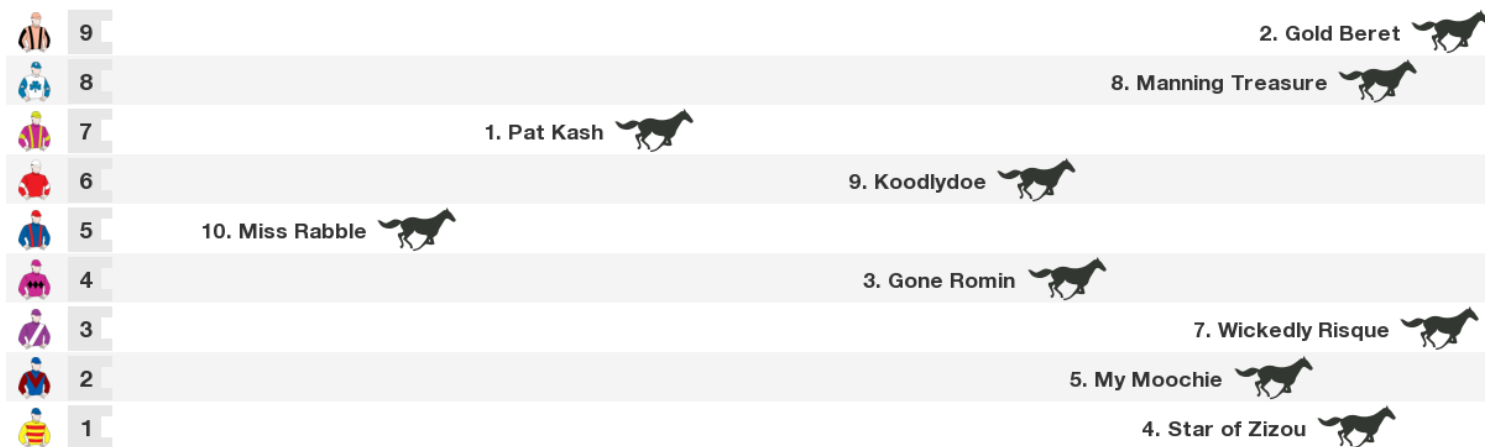 9 2. Gold Beret
8 8. Manning Treasure
7 1. Pat Kash
6 9. Koodlydoe
5 10. Miss Rabble
4 3. Gone Romin
3 7. Wickedly Risque
2 5. My Moochie
1 4. Star of Zizou